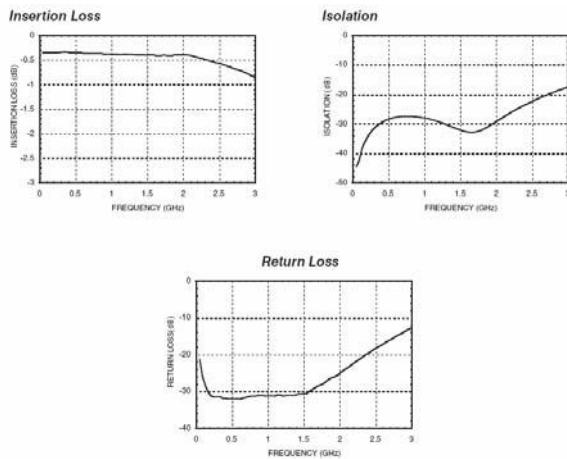 Insertion Loss
0
-0.5
-1
-1.5
-2
-2.5
-3
INSERTION LOSS (dB)
0 0.5 1 1.5 2 2.5 3
FREQUENCY (GHz)
Isolation
0
-10
-20
-30
-40
-50
ISOLATION (dB)
0 0.5 1 1.5 2 2.5 3
FREQUENCY (GHz)
Return Loss
0
-10
-20
-30
-40
RETURN LOSS(dB)
0 0.5 1 1.5 2 2.5 3
FREQUENCY (GHz)